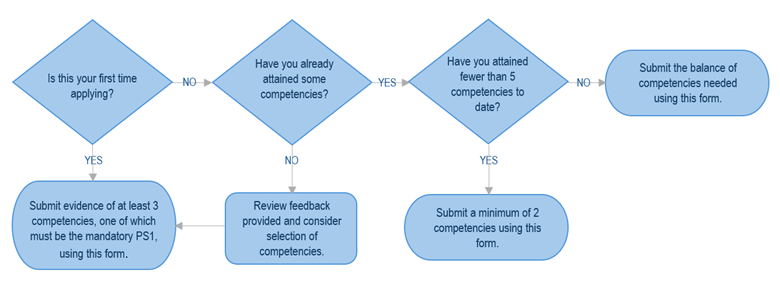 Is this your first time
applying?
NO
Have you already
attained some
competencies?
YES
Have you attained
fewer than 5
competencies to
date?
NO
Submit the balance of
competencies needed
using this form.
YES
NO
YES
Submit evidence of at least 3
competencies, one of which
must be the mandatory PS1,
using this form.
Review feedback
provided and consider
selection of
competencies.
Submit a minimum of 2
competencies using this
form.